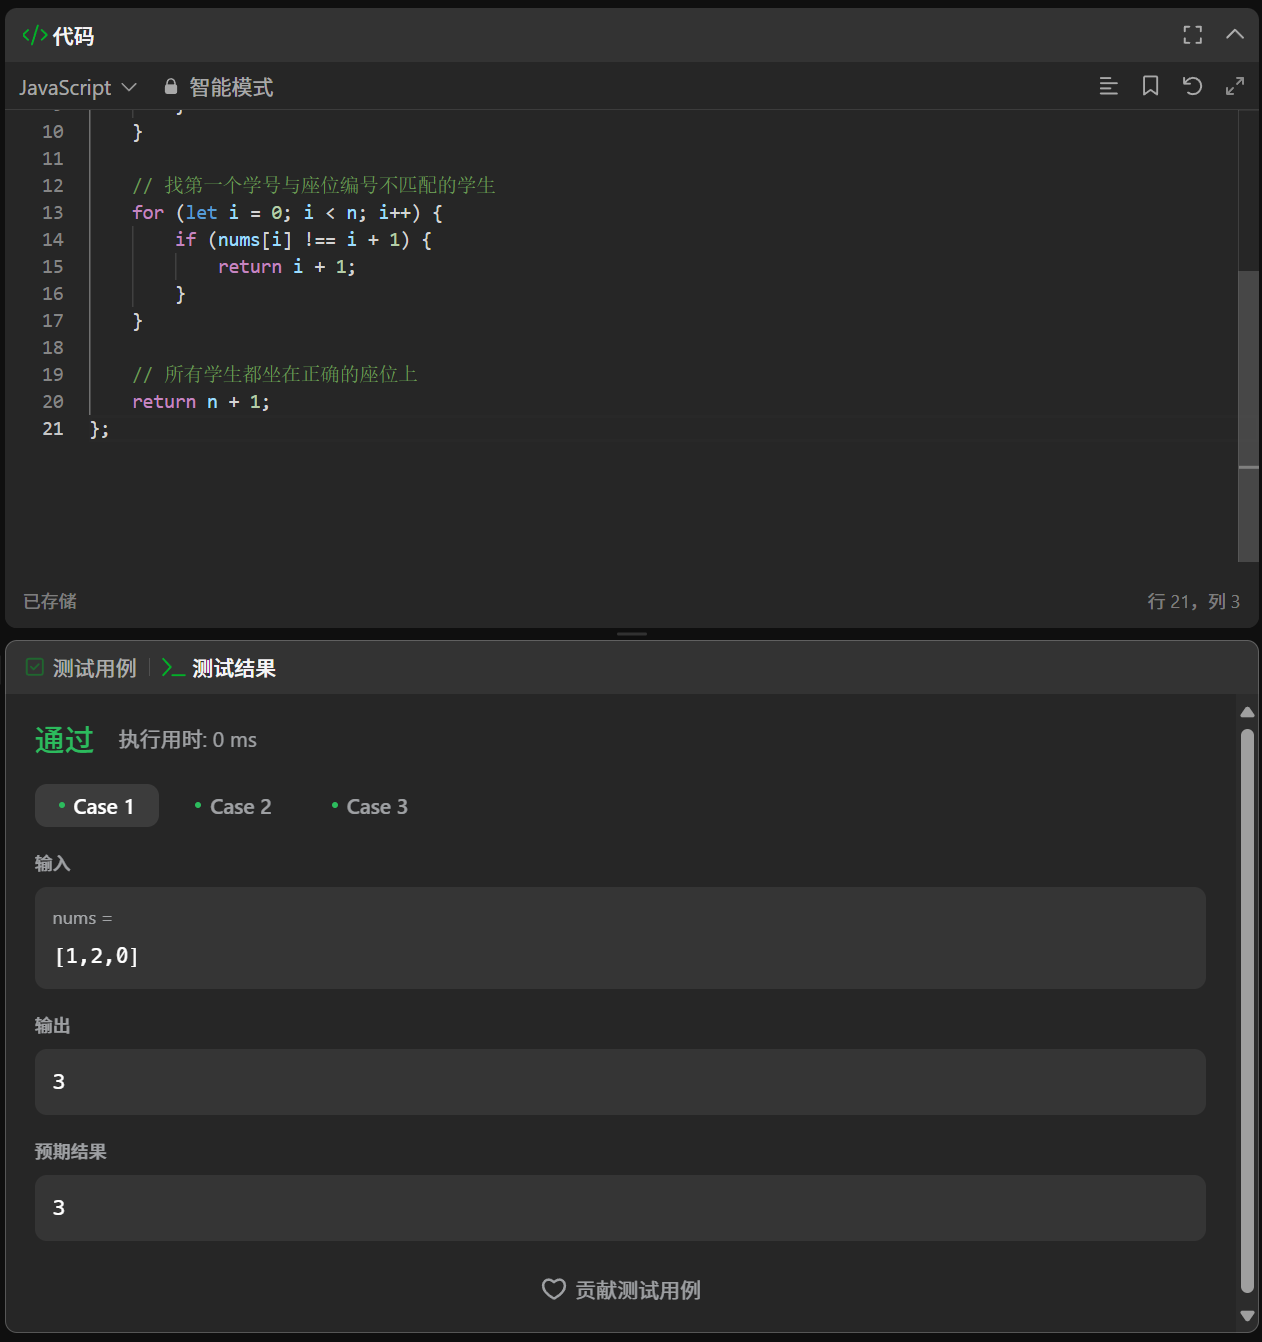 </> 代码
JavaScript 智能模式
10 }
11
12 // 找第一个学号与座位编号不匹配的学生
13 for (let i = 0; i < n; i++) {
14 if (nums[i] !== i + 1) {
15 return i + 1;
16 }
17 }
18
19 // 所有学生都坐在正确的座位上
20 return n + 1;
21 };
已存储 行 21，列 3
测试用例 >_ 测试结果
通过 执行用时: 0 ms
Case 1 Case 2 Case 3
输入
nums =
[1,2,0]
输出
3
预期结果
3
贡献测试用例